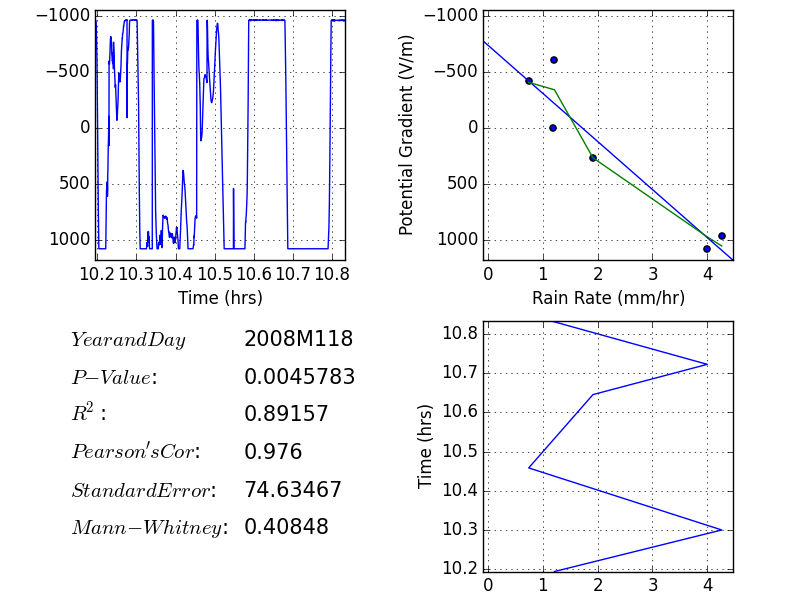 −1000
−500
0
500
1000
10.2 10.3 10.4 10.5 10.6 10.7 10.8
Time (hrs)
−1000
−500
0
500
1000
Potential Gradient (V/m)
0 1 2 3 4
Rain Rate (mm/hr)
YearandDay 2008M118
P−Value: 0.0045783
R²: 0.89157
Pearson'sCor: 0.976
StandardError: 74.63467
Mann−Whitney: 0.40848
10.8
10.7
10.6
10.5
10.4
10.3
10.2
Time (hrs)
0 1 2 3 4